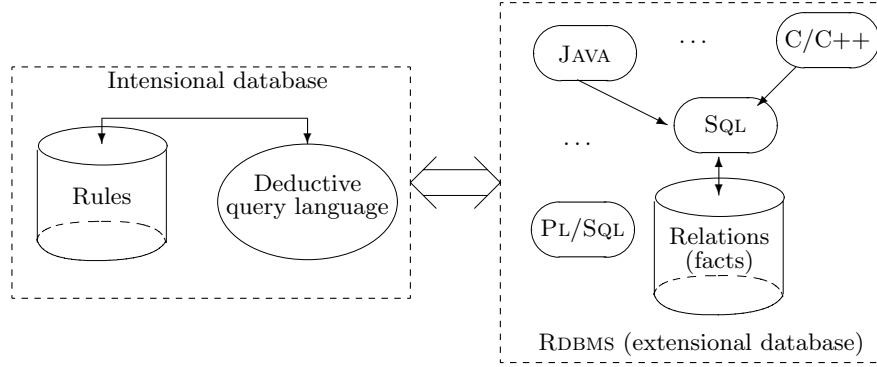 Intensional database
Rules
Deductive
query language
JAVA
...
C/C++
SQL
...
PL/SQL
Relations
(facts)
RDBMS (extensional database)